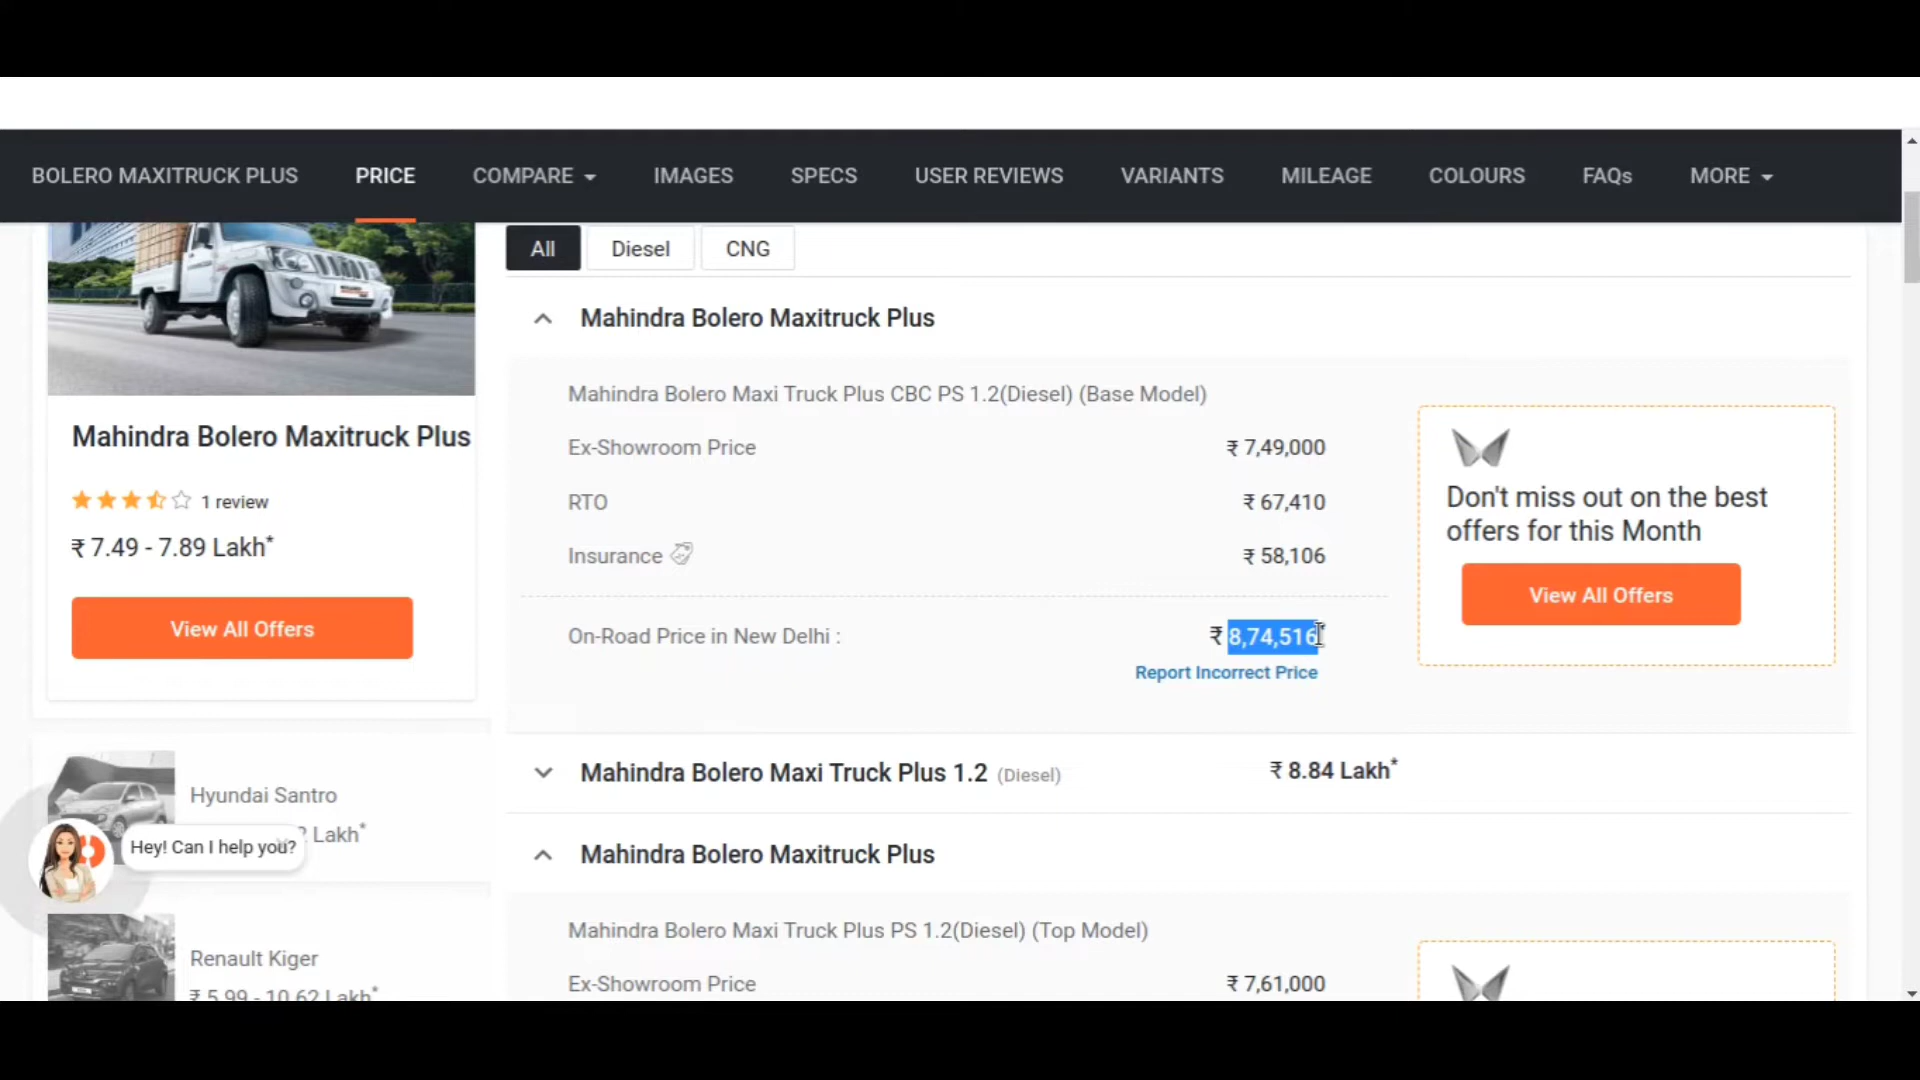 BOLERO MAXITRUCK PLUS PRICE COMPARE IMAGES SPECS USER REVIEWS VARIANTS MILEAGE COLOURS FAQs MORE
All Diesel CNG
Mahindra Bolero Maxitruck Plus
Mahindra Bolero Maxi Truck Plus CBC PS 1.2(Diesel) (Base Model)
Ex-Showroom Price ₹ 7,49,000
RTO ₹ 67,410
Insurance ₹ 58,106
On-Road Price in New Delhi : ₹ 8,74,516*
Report Incorrect Price
Don't miss out on the best
offers for this Month
View All Offers
Mahindra Bolero Maxitruck Plus
1 review
₹ 7.49 - 7.89 Lakh*
View All Offers
Mahindra Bolero Maxi Truck Plus 1.2 (Diesel) ₹ 8.84 Lakh*
Mahindra Bolero Maxitruck Plus
Mahindra Bolero Maxi Truck Plus PS 1.2(Diesel) (Top Model)
Ex-Showroom Price ₹ 7,61,000
Hyundai Santro
Lakh*
Hey! Can I help you?
Renault Kiger
₹ 5.99 - 10.62 Lakh*